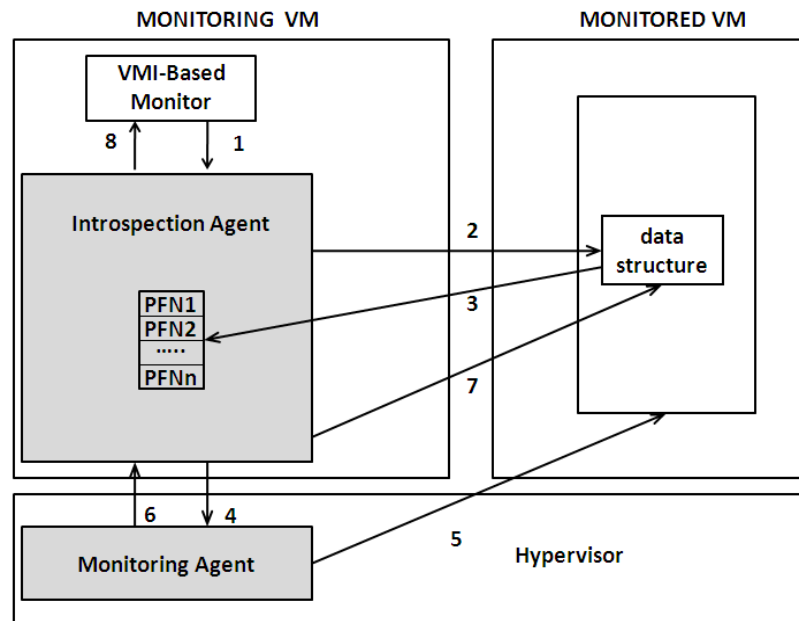 MONITORING VM
MONITORED VM
VMI-Based
Monitor
8
1
Introspection Agent
2
data
structure
3
PFN1
PFN2
.....
PFNn
7
6
4
5
Monitoring Agent
Hypervisor